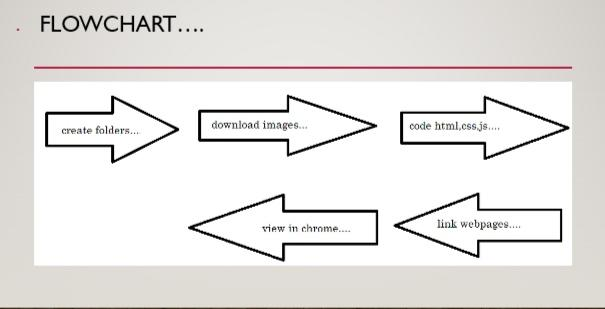 FLOWCHART....
create folders...
download images...
code html,css,js....
link webpages....
view in chrome....